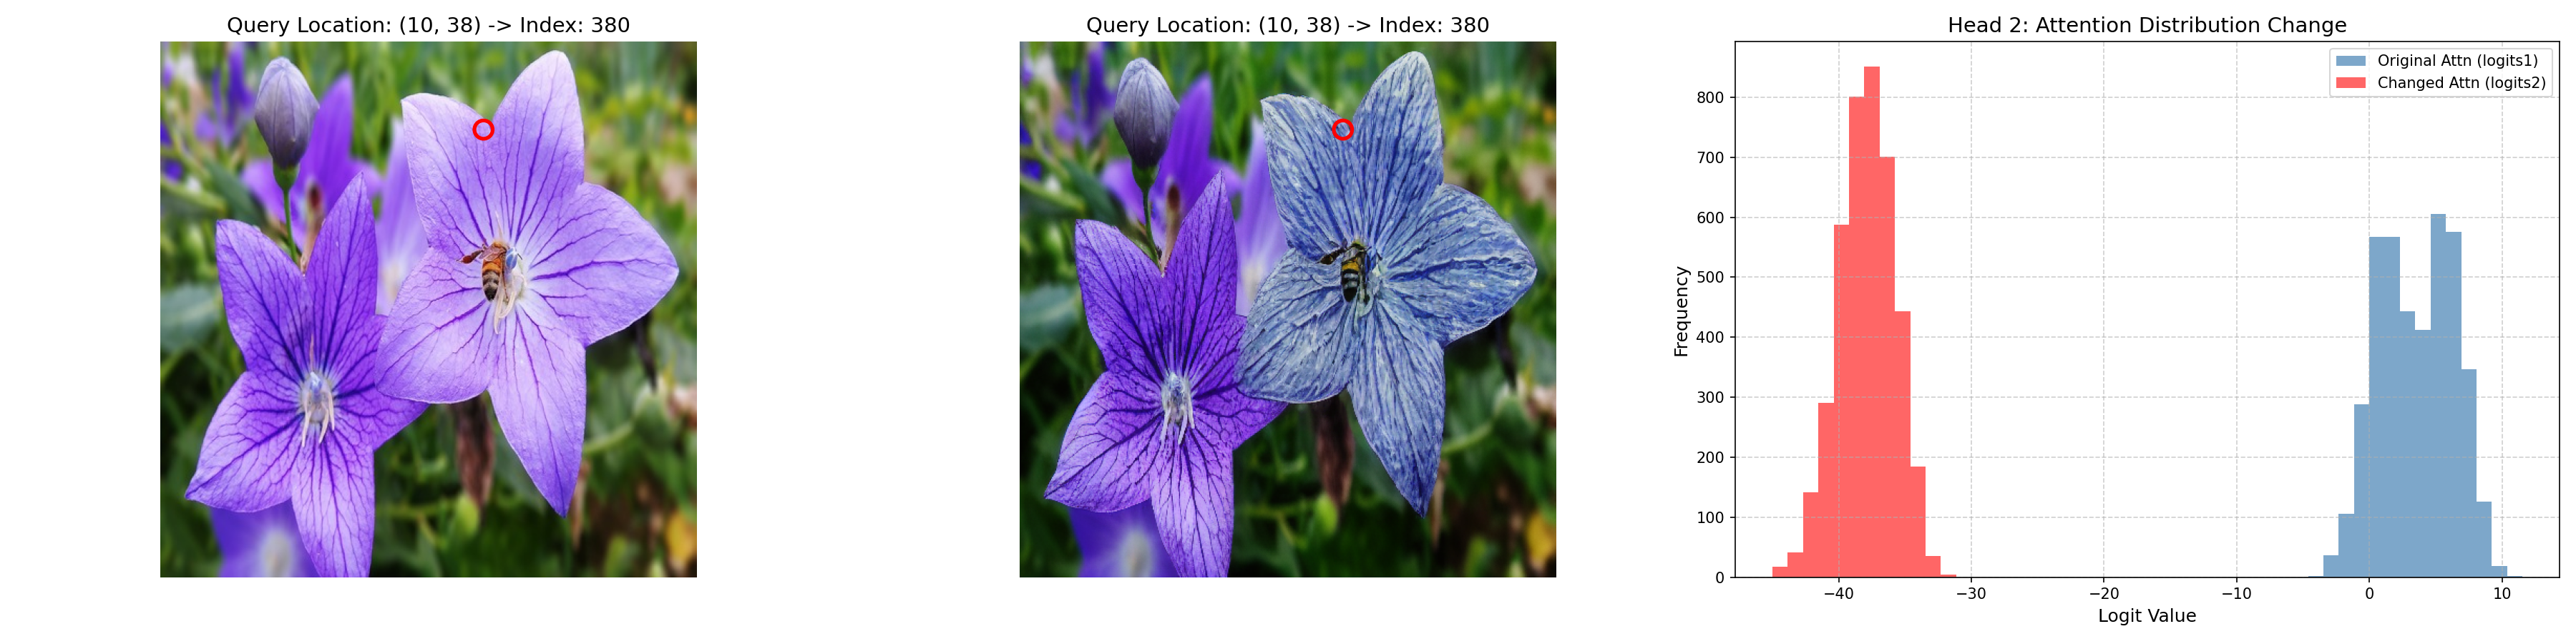 Query Location: (10, 38) -> Index: 380
Query Location: (10, 38) -> Index: 380
Head 2: Attention Distribution Change
Original Attn (logits1)
Changed Attn (logits2)
Frequency
800
700
600
500
400
300
200
100
0
−40 −30 −20 −10 0 10
Logit Value